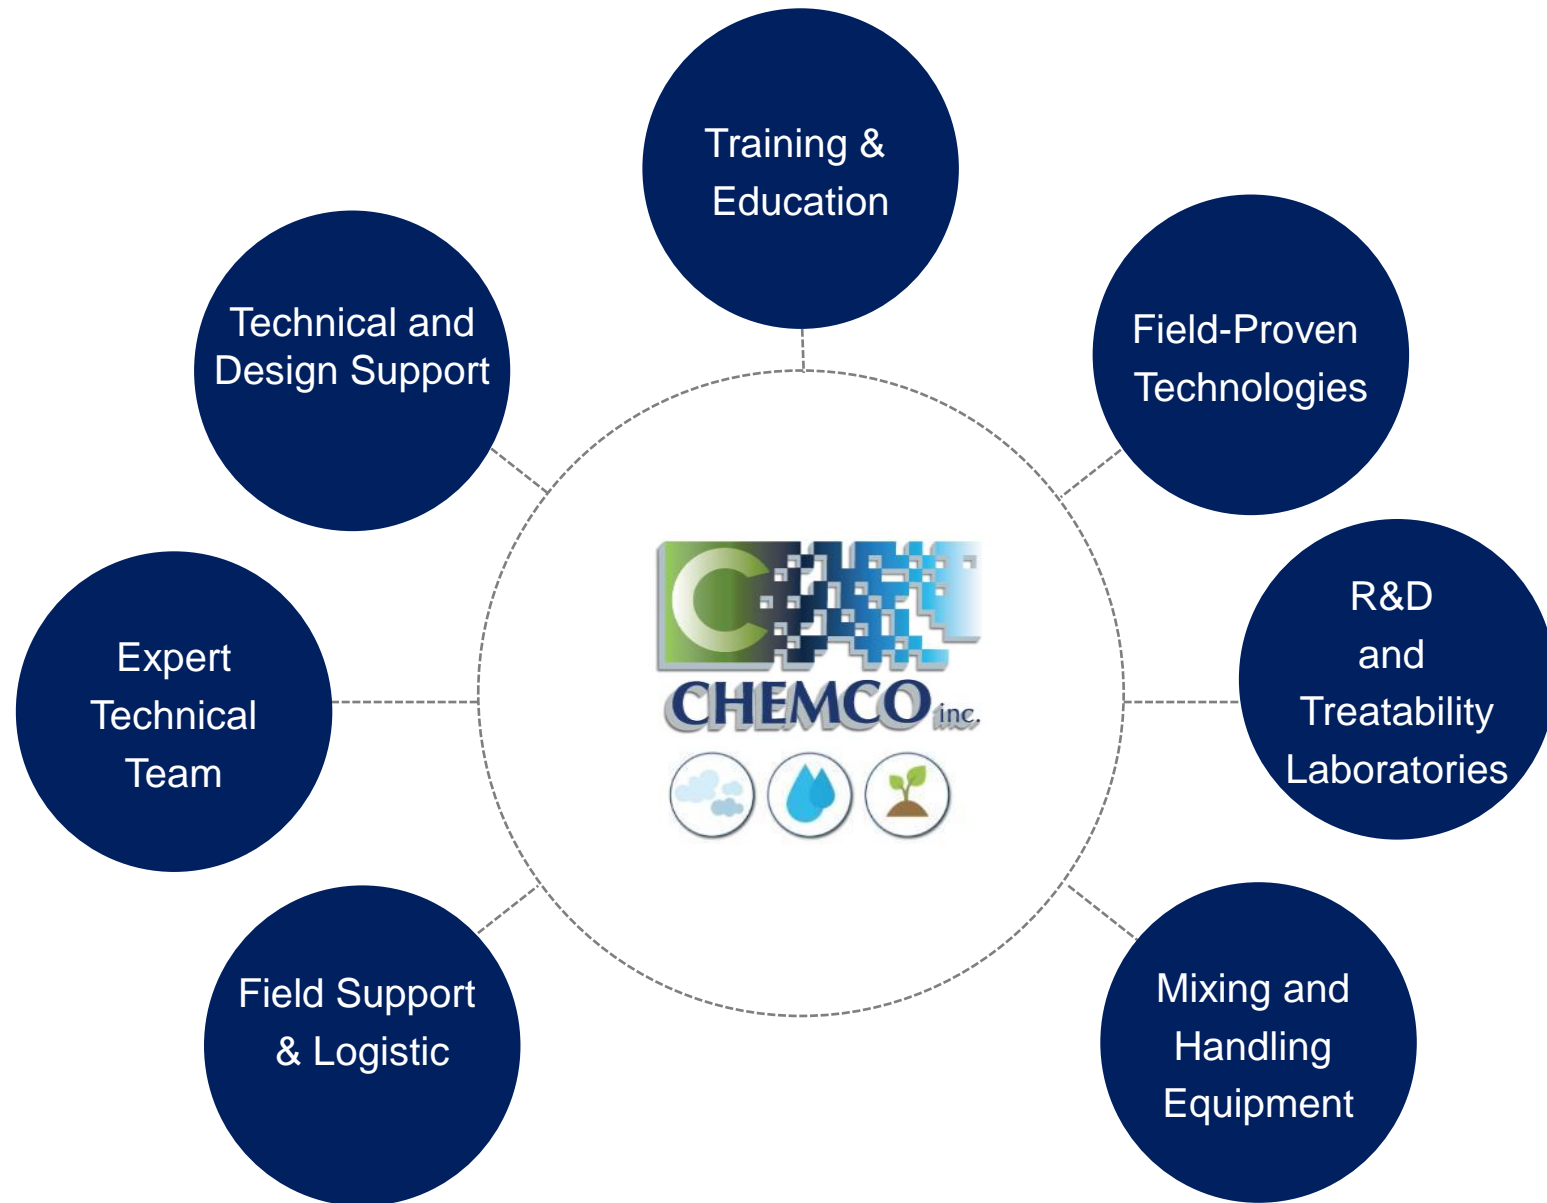 Training &
Education
Technical and
Design Support
Field-Proven
Technologies
Expert
Technical
Team
C
CHEMCO inc.
R&D
and
Treatability
Laboratories
Field Support
& Logistic
Mixing and
Handling
Equipment